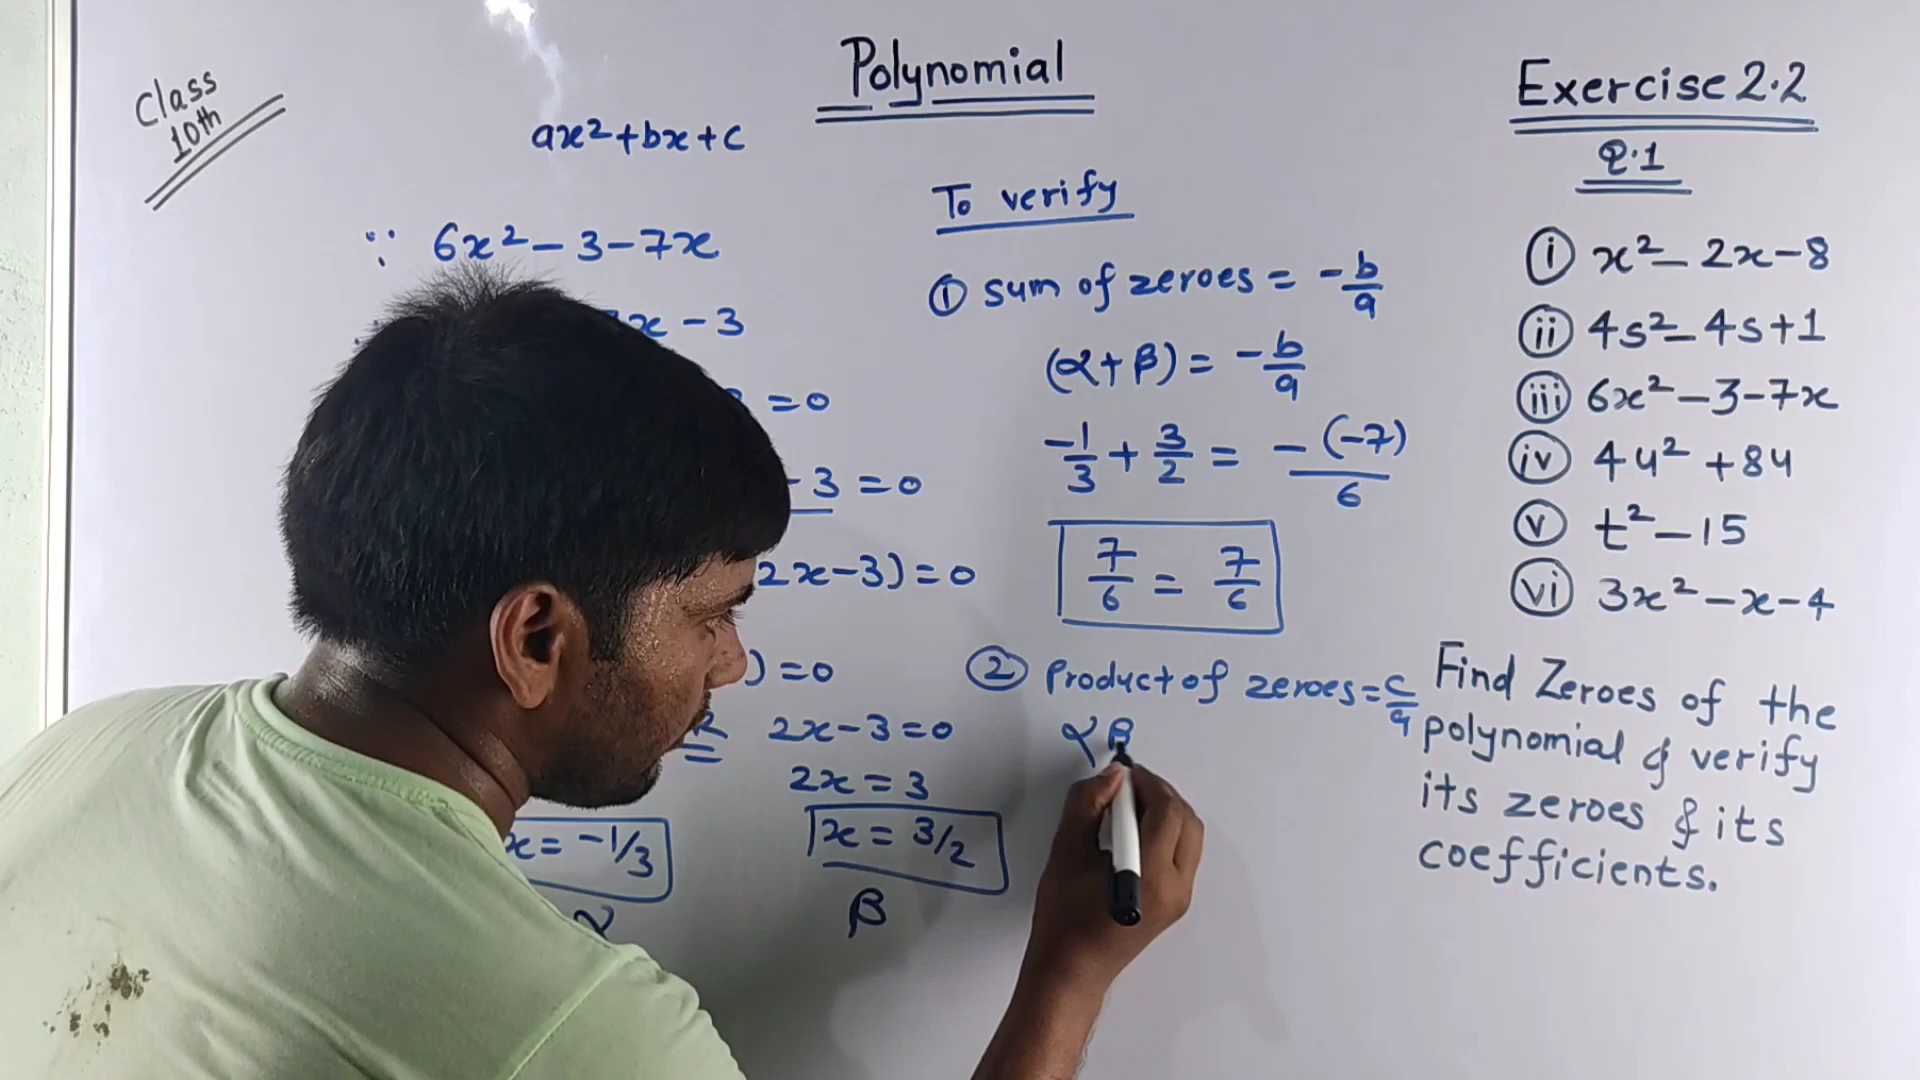 Class
10th
Polynomial
ax²+bx+c
∵ 6x²-3-7x
x-3
=0
-3=0
2x-3)=0
)=0
2x-3=0
2x=3
x=-1/3
x=3/2
α
β
To verify
① Sum of zeroes = -b/a
(α+β) = -b/a
-1/3+3/2 = -(-7)/6
7/6 = 7/6
② Product of zeroes=c/a
αβ
Exercise 2.2
Q.1
(i) x²-2x-8
(ii) 4s²-4s+1
(iii) 6x²-3-7x
(iv) 4u²+8u
(v) t²-15
(vi) 3x²-x-4
Find Zeroes of the
polynomial & verify
its zeroes & its
coefficients.